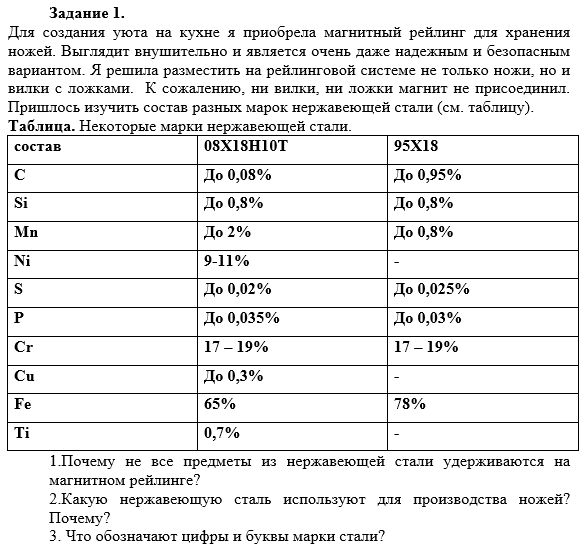 Задание 1.
Для создания уюта на кухне я приобрела магнитный рейлинг для хранения
ножей. Выглядит внушительно и является очень даже надежным и безопасным
вариантом. Я решила разместить на рейлинговой системе не только ножи, но и
вилки с ложками. К сожалению, ни вилки, ни ложки магнит не присоединил.
Пришлось изучить состав разных марок нержавеющей стали (см. таблицу).
Таблица. Некоторые марки нержавеющей стали.
состав 08Х18Н10Т 95Х18
C До 0,08% До 0,95%
Si До 0,8% До 0,8%
Mn До 2% До 0,8%
Ni 9-11% -
S До 0,02% До 0,025%
P До 0,035% До 0,03%
Cr 17 – 19% 17 – 19%
Cu До 0,3% -
Fe 65% 78%
Ti 0,7% -
1.Почему не все предметы из нержавеющей стали удерживаются на
магнитном рейлинге?
2.Какую нержавеющую сталь используют для производства ножей?
Почему?
3. Что обозначают цифры и буквы марки стали?